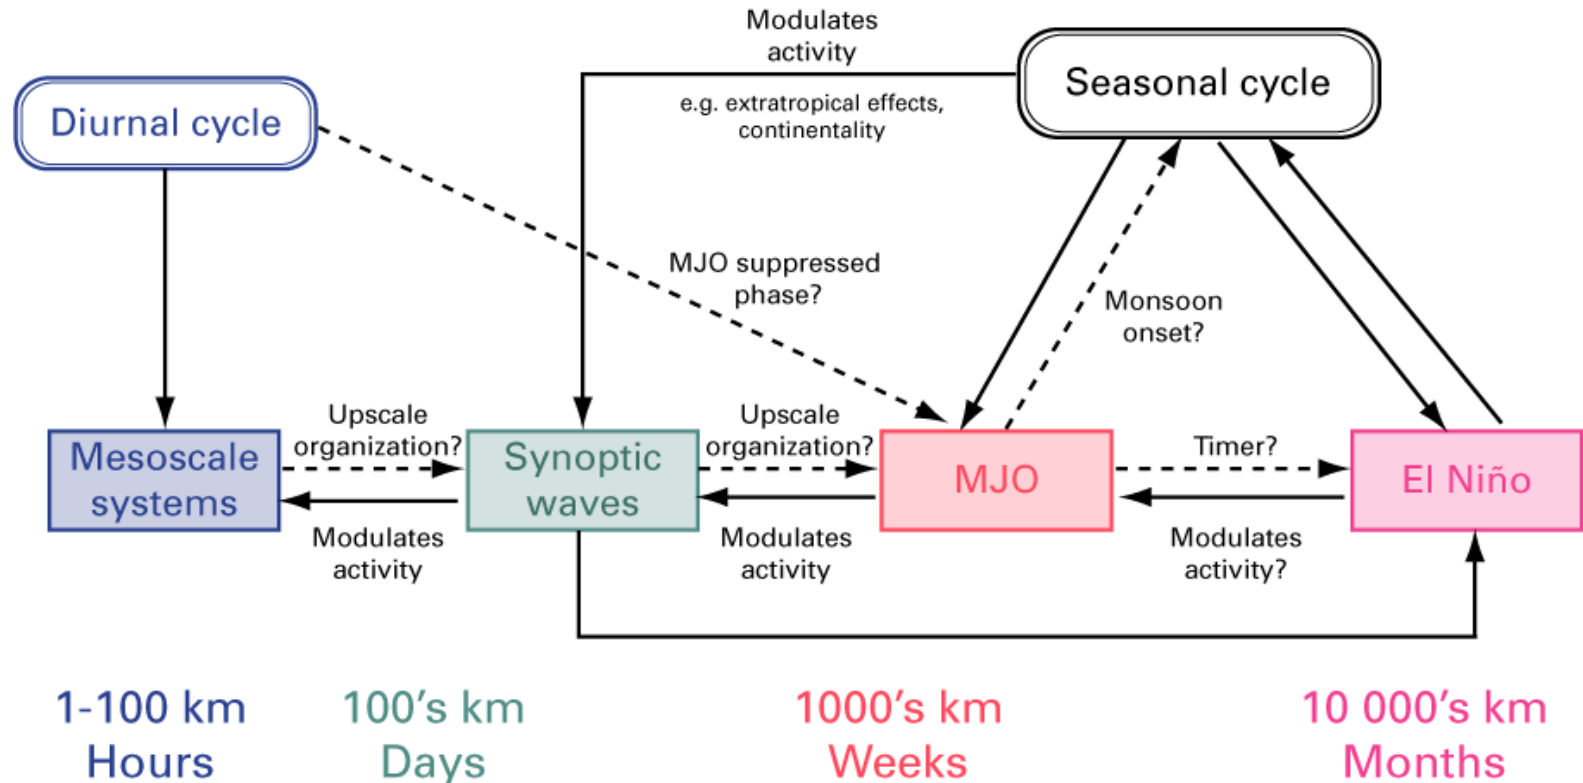 Modulates
activity
Seasonal cycle
e.g. extratropical effects,
continentality
Diurnal cycle
MJO suppressed
phase?
Monsoon
onset?
Upscale
organization?
Upscale
organization?
Timer?
Mesoscale
systems
Synoptic
waves
MJO
El Niño
Modulates
activity
Modulates
activity
Modulates
activity?
1-100 km
Hours
100's km
Days
1000's km
Weeks
10 000's km
Months